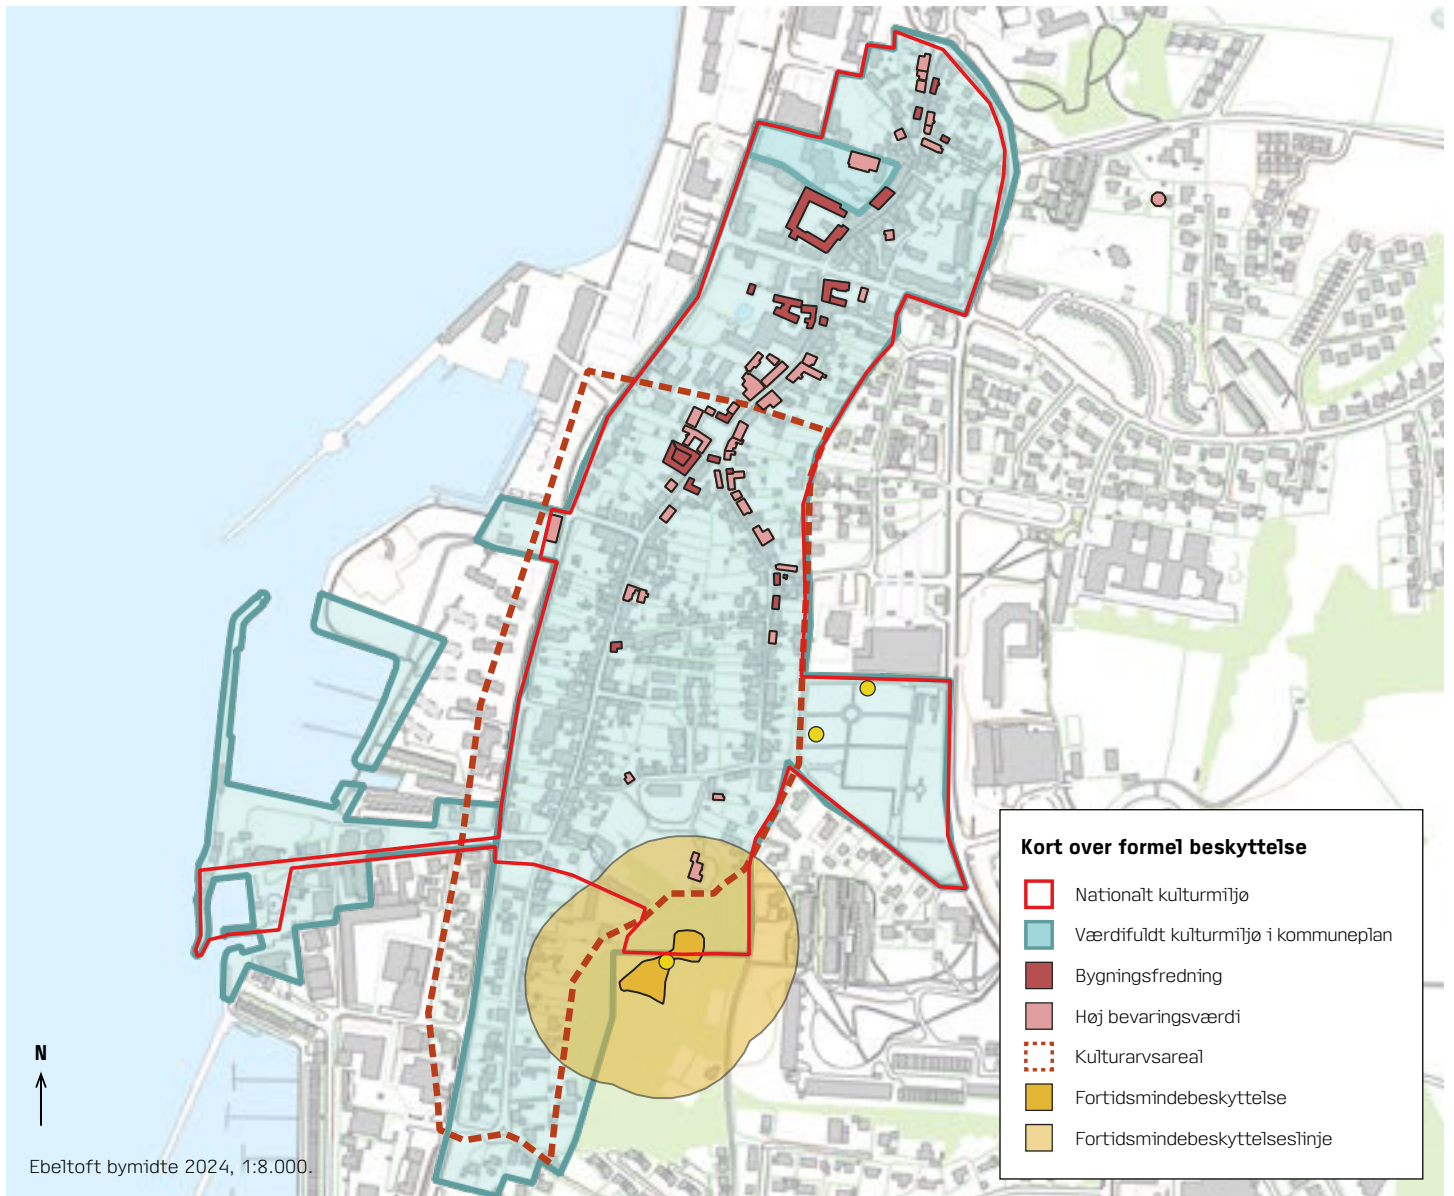 Kort over formel beskyttelse
Nationalt kulturmiljø
Værdifuldt kulturmiljø i kommuneplan
Bygningsfredning
Høj bevaringsværdi
Kulturarvsareal
Fortidsmindebeskyttelse
Fortidsmindebeskyttelseslinje
N
Ebeltoft bymidte 2024, 1:8.000.